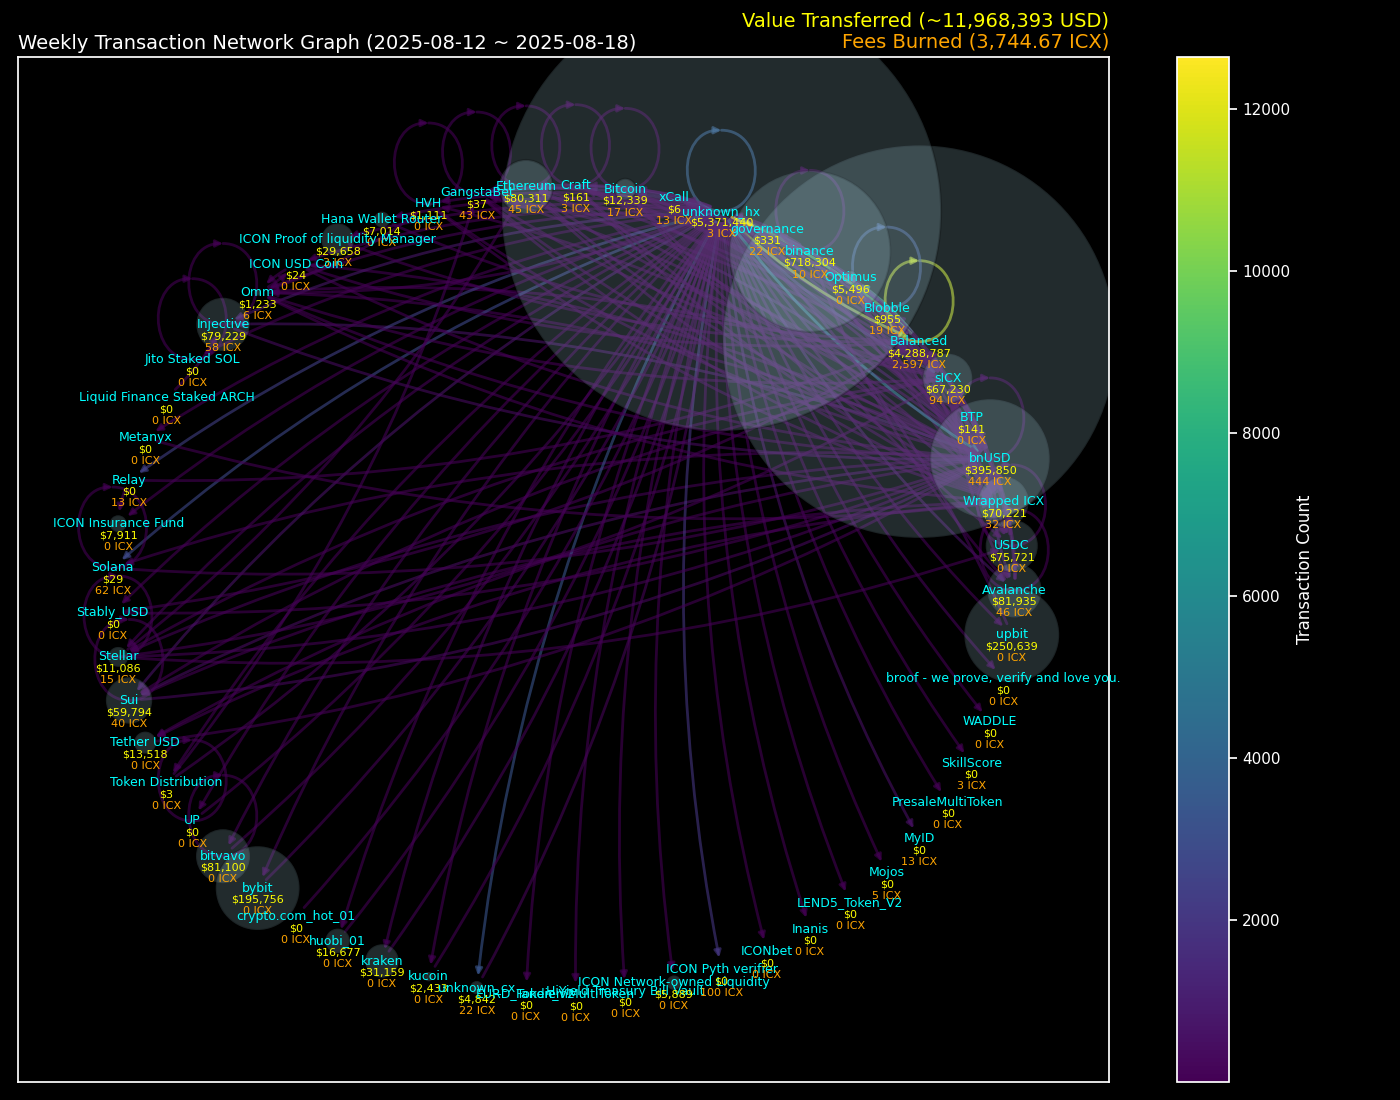 Value Transferred (~11,968,393 USD)
Weekly Transaction Network Graph (2025-08-12 ~ 2025-08-18)
Fees Burned (3,744.67 ICX)
Ethereum
$80,311
45 ICX
Craft
$161
3 ICX
Bitcoin
$12,339
17 ICX
xCall
$6
13 ICX
unknown_hx
$5,371,440
3 ICX
governance
$331
22 ICX
binance
$718,304
10 ICX
Optimus
$5,496
0 ICX
Blobble
$955
19 ICX
Balanced
$4,288,787
2,597 ICX
sICX
$67,230
94 ICX
BTP
$141
0 ICX
bnUSD
$395,850
444 ICX
Wrapped ICX
$70,221
32 ICX
USDC
$75,721
0 ICX
Avalanche
$81,935
46 ICX
upbit
$250,639
0 ICX
broof - we prove, verify and love you.
$0
0 ICX
WADDLE
$0
0 ICX
SkillScore
$0
3 ICX
PresaleMultiToken
$0
0 ICX
MyID
$0
13 ICX
Mojos
$0
5 ICX
LEND5_Token_V2
$0
0 ICX
Inanis
$0
0 ICX
ICONbet
$0
0 ICX
ICON Pyth verifier
$0
100 ICX
ICON Network-owned Liquidity
$5,889
0 ICX
Treasury Bill Vault
$0
0 ICX
$0
0 ICX
$0
0 ICX
unknown_cx
$4,842
22 ICX
kucoin
$2,433
0 ICX
kraken
$31,159
0 ICX
huobi_01
$16,677
0 ICX
crypto.com_hot_01
$0
0 ICX
bybit
$195,756
0 ICX
bitvavo
$81,100
0 ICX
UP
$0
0 ICX
Token Distribution
$3
0 ICX
Tether USD
$13,518
0 ICX
Sui
$59,794
40 ICX
Stellar
$11,086
15 ICX
Stably_USD
$0
0 ICX
Solana
$29
62 ICX
ICON Insurance Fund
$7,911
0 ICX
Relay
$0
13 ICX
Metanyx
$0
0 ICX
Liquid Finance Staked ARCH
$0
0 ICX
Jito Staked SOL
$0
0 ICX
Injective
$79,229
58 ICX
Omm
$1,233
6 ICX
ICON USD Coin
$24
0 ICX
ICON Proof of liquidity Manager
$29,658
3 ICX
Hana Wallet Router
$7,014
0 ICX
HVH
$1,111
0 ICX
GangstaBet
$37
43 ICX
12000
10000
8000
6000
4000
2000
Transaction Count